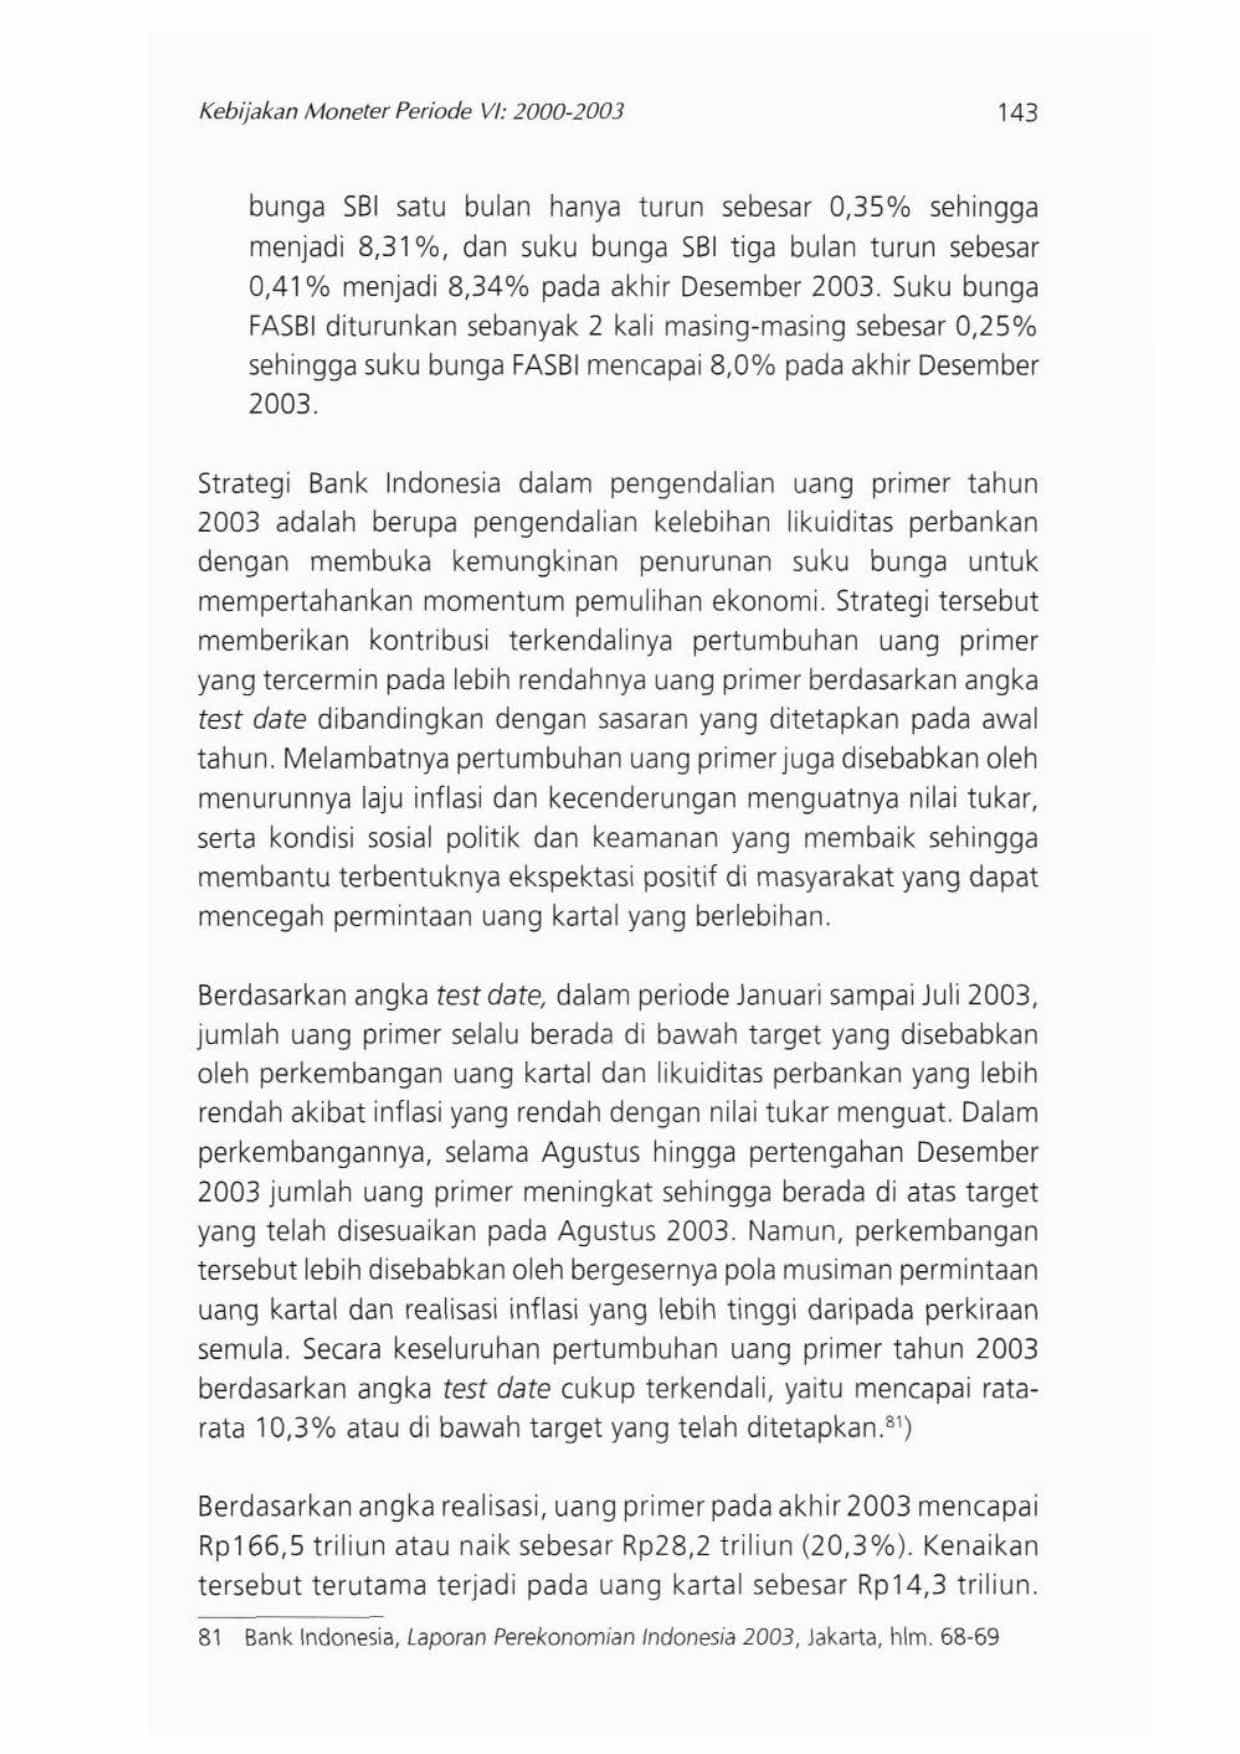 Kebijakan Moneter Periode VI: 2000-2003 143
bunga SBI satu bulan hanya turun sebesar 0,35% sehingga
menjadi 8,31%, dan suku bunga SBI tiga bulan turun sebesar
0,41% menjadi 8,34% pada akhir Desember 2003. Suku bunga
FASBI diturunkan sebanyak 2 kali masing-masing sebesar 0,25%
sehingga suku bunga FASBI mencapai 8,0% pada akhir Desember
2003.
Strategi Bank Indonesia dalam pengendalian uang primer tahun
2003 adalah berupa pengendalian kelebihan likuiditas perbankan
dengan membuka kemungkinan penurunan suku bunga untuk
mempertahankan momentum pemulihan ekonomi. Strategi tersebut
memberikan kontribusi terkendalinya pertumbuhan uang primer
yang tercermin pada lebih rendahnya uang primer berdasarkan angka
test date dibandingkan dengan sasaran yang ditetapkan pada awal
tahun. Melambatnya pertumbuhan uang primer juga disebabkan oleh
menurunnya laju inflasi dan kecenderungan menguatnya nilai tukar,
serta kondisi sosial politik dan keamanan yang membaik sehingga
membantu terbentuknya ekspektasi positif di masyarakat yang dapat
mencegah permintaan uang kartal yang berlebihan.
Berdasarkan angka test date, dalam periode Januari sampai Juli 2003,
jumlah uang primer selalu berada di bawah target yang disebabkan
oleh perkembangan uang kartal dan likuiditas perbankan yang lebih
rendah akibat inflasi yang rendah dengan nilai tukar menguat. Dalam
perkembangannya, selama Agustus hingga pertengahan Desember
2003 jumlah uang primer meningkat sehingga berada di atas target
yang telah disesuaikan pada Agustus 2003. Namun, perkembangan
tersebut lebih disebabkan oleh bergesernya pola musiman permintaan
uang kartal dan realisasi inflasi yang lebih tinggi daripada perkiraan
semula. Secara keseluruhan pertumbuhan uang primer tahun 2003
berdasarkan angka test date cukup terkendali, yaitu mencapai rata-
rata 10,3% atau di bawah target yang telah ditetapkan.⁸¹)
Berdasarkan angka realisasi, uang primer pada akhir 2003 mencapai
Rp166,5 triliun atau naik sebesar Rp28,2 triliun (20,3%). Kenaikan
tersebut terutama terjadi pada uang kartal sebesar Rp14,3 triliun.
81 Bank Indonesia, Laporan Perekonomian Indonesia 2003, Jakarta, hlm. 68-69